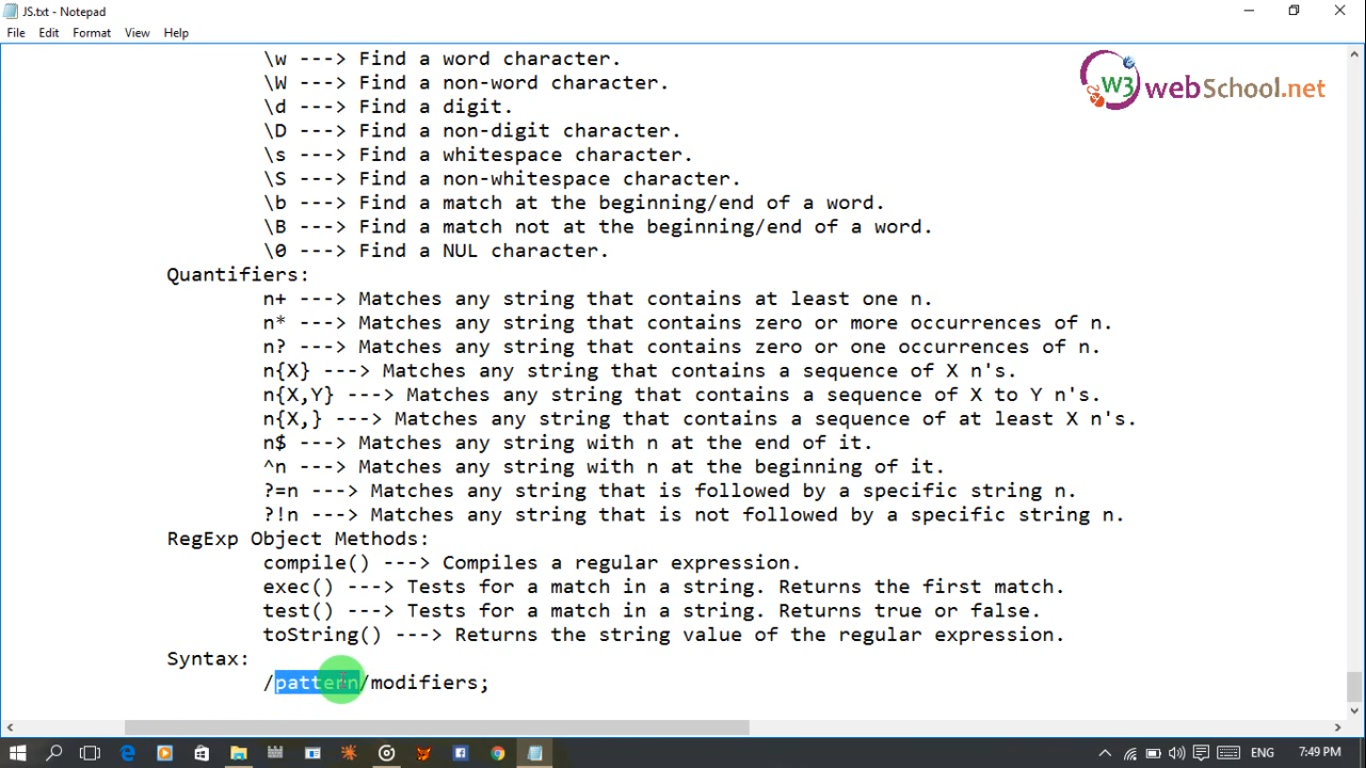 JS.txt - Notepad
File Edit Format View Help
\w ---> Find a word character.
\W ---> Find a non-word character.
\d ---> Find a digit.
\D ---> Find a non-digit character.
\s ---> Find a whitespace character.
\S ---> Find a non-whitespace character.
\b ---> Find a match at the beginning/end of a word.
\B ---> Find a match not at the beginning/end of a word.
\0 ---> Find a NUL character.
Quantifiers:
n+ ---> Matches any string that contains at least one n.
n* ---> Matches any string that contains zero or more occurrences of n.
n? ---> Matches any string that contains zero or one occurrences of n.
n{X} ---> Matches any string that contains a sequence of X n's.
n{X,Y} ---> Matches any string that contains a sequence of X to Y n's.
n{X,} ---> Matches any string that contains a sequence of at least X n's.
n$ ---> Matches any string with n at the end of it.
^n ---> Matches any string with n at the beginning of it.
?=n ---> Matches any string that is followed by a specific string n.
?!n ---> Matches any string that is not followed by a specific string n.
RegExp Object Methods:
compile() ---> Compiles a regular expression.
exec() ---> Tests for a match in a string. Returns the first match.
test() ---> Tests for a match in a string. Returns true or false.
toString() ---> Returns the string value of the regular expression.
Syntax:
/pattern/modifiers;
W3 webSchool.net
ENG 7:49 PM